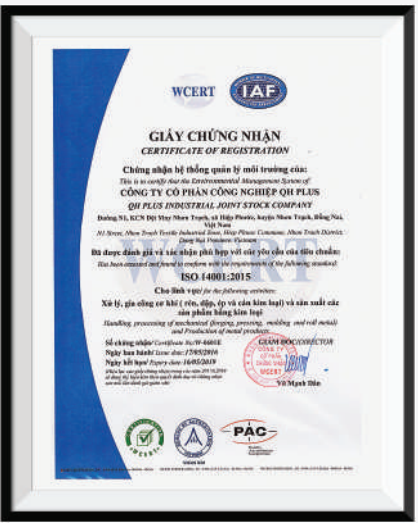 WCERT IAF
GIẤY CHỨNG NHẬN
CERTIFICATE OF REGISTRATION
Chứng nhận hệ thống quản lý môi trường của:
This is to certify that the Environmental Management System of
CÔNG TY CỔ PHẦN CÔNG NGHIỆP QH PLUS
QH PLUS INDUSTRIAL JOINT STOCK COMPANY
Đường N1, KCN Dệt May Nhơn Trạch, xã Hiệp Phước, huyện Nhơn Trạch, Đồng Nai,
Việt Nam
N1 Street, Nhon Trach Textile Industrial Zone, Hiep Phuoc Commune, Nhon Trach District,
Dong Nai Province, Vietnam
WCERT
Đã được đánh giá và xác nhận phù hợp với các yêu cầu của tiêu chuẩn:
Has been assessed and found to conform with the requirements of the following standard:
ISO 14001:2015
Cho lĩnh vực/ for the following activities:
Xử lý, gia công cơ khí ( rèn, dập, ép và cán kim loại) và sản xuất các
sản phẩm bằng kim loại
Handling, processing of mechanical (forging, pressing, molding and roll metal)
and Production of metal products
Số chứng nhận/ Certificate No:
Ngày ban hành/ Issue date: 17/05/2016
Ngày hết hạn/ Expiry date: 16/05/2019
GIÁM ĐỐC/DIRECTOR
CÔNG TY
CỔ PHẦN
WCERT
Vũ Mạnh Dân
WCERT
PAC